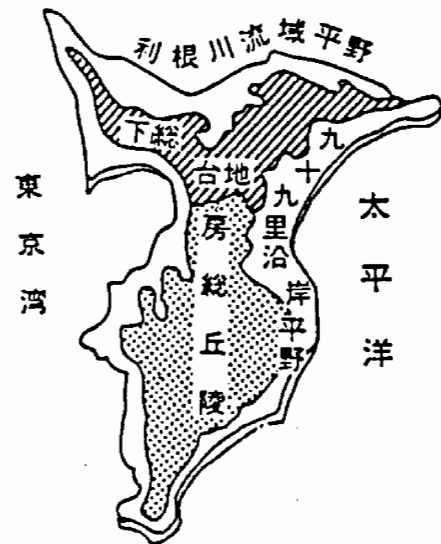 利根川流域平野
下総
台地
九十九里沿岸平野
房総丘陵
東京湾
太平洋